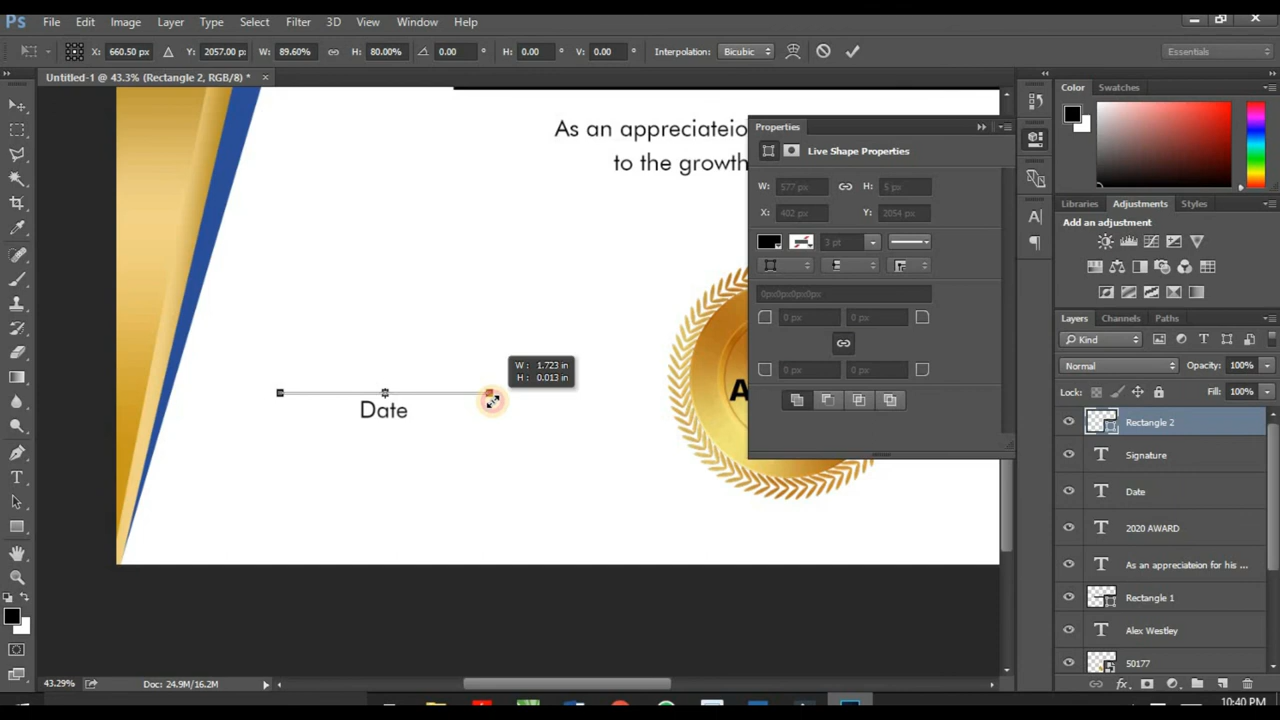 Ps File Edit Image Layer Type Select Filter 3D View Window Help
X: 660.50 px Y: 2057.00 px W: 89.60% H: 80.00% 0.00 ° H: 0.00 ° V: 0.00 ° Interpolation: Bicubic Essentials
Untitled-1 @ 43.3% (Rectangle 2, RGB/8) * ×
Color Swatches
As an appreciateio
to the growth
Properties
Live Shape Properties
W: 577 px H: 5 px
X: 402 px Y: 2054 px
3 pt
0px0px0px0px
0 px 0 px
0 px 0 px
W : 1.723 in
H : 0.013 in
Date
A
Libraries Adjustments Styles
Add an adjustment
Layers Channels Paths
Kind
Normal Opacity: 100%
Lock: Fill: 100%
Rectangle 2
T Signature
T Date
T 2020 AWARD
T As an appreciateion for his ...
Rectangle 1
T Alex Westley
50177
fx
43.29% Doc: 24.9M/16.2M
10:40 PM